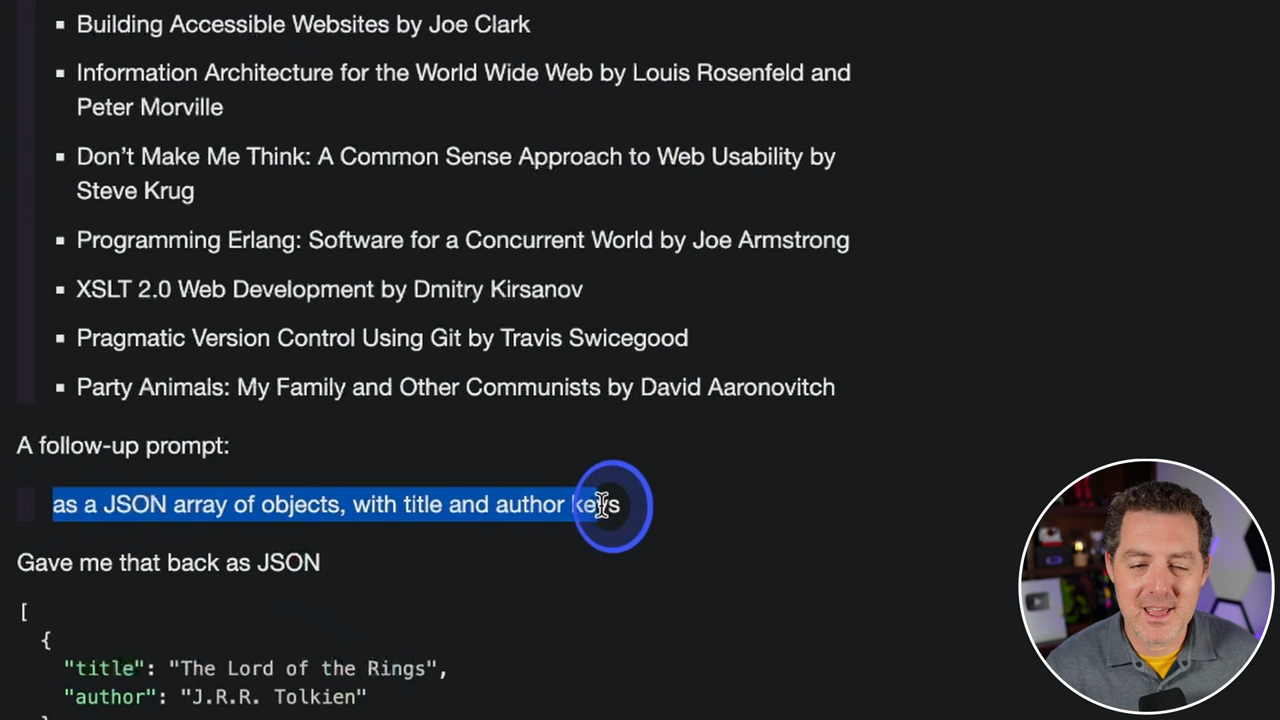 Building Accessible Websites by Joe Clark
Information Architecture for the World Wide Web by Louis Rosenfeld and
Peter Morville
Don’t Make Me Think: A Common Sense Approach to Web Usability by
Steve Krug
Programming Erlang: Software for a Concurrent World by Joe Armstrong
XSLT 2.0 Web Development by Dmitry Kirsanov
Pragmatic Version Control Using Git by Travis Swicegood
Party Animals: My Family and Other Communists by David Aaronovitch
A follow-up prompt:
as a JSON array of objects, with title and author keys
Gave me that back as JSON
[
{
"title": "The Lord of the Rings",
"author": "J.R.R. Tolkien"